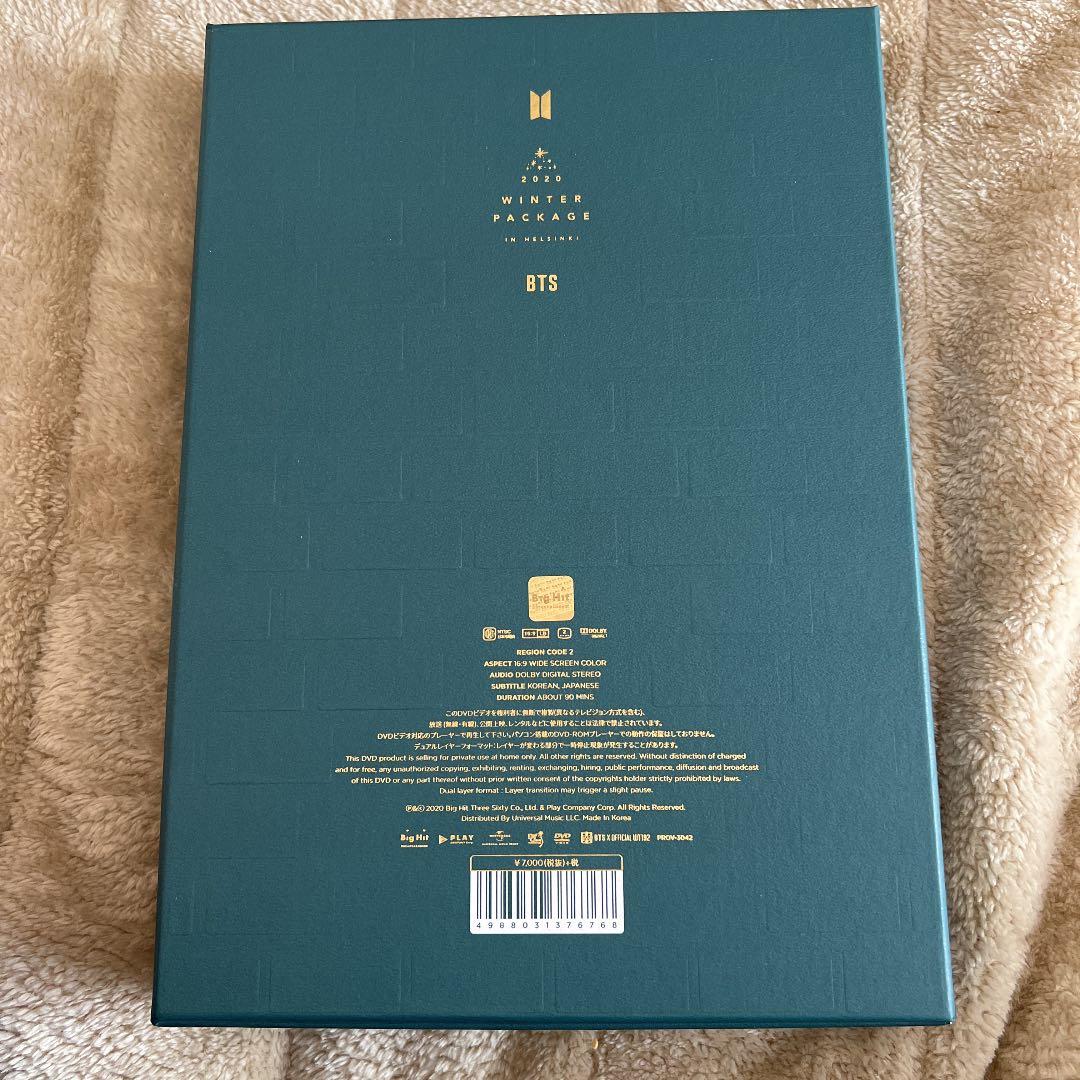 2020
WINTER
PACKAGE
IN HELSINKI
BTS
BIG HIT
NTSC
16:9 LB
2
DOLBY
REGION CODE 2
ASPECT 16:9 WIDE SCREEN COLOR
AUDIO DOLBY DIGITAL STEREO
SUBTITLE KOREAN, JAPANESE
DURATION ABOUT 90 MINS
このDVDビデオを権利者に無断で複製(異なるテレビジョン方式を含む)、
放送(無線・有線)、公開上映、レンタルなどに使用することは法律で禁止されています。
DVDビデオ対応のプレーヤーで再生して下さい。パソコン搭載のDVD-ROMプレーヤーでの動作の保証はしておりません。
デュアルレイヤーフォーマット:レイヤーが変わる部分で一時停止現象が発生することがあります。
This DVD product is selling for private use at home only. All other rights are reserved. Without distinction of charged
and for free, any unauthorized copying, exhibiting, renting, exchanging, hiring, public performance, diffusion and broadcast
of this DVD or any part thereof without prior written consent of the copyrights holder strictly prohibited by laws.
Dual layer format : Layer transition may trigger a slight pause.
℗&© 2020 Big Hit Three Sixty Co., Ltd. & Play Company Corp. All Rights Reserved.
Distributed By Universal Music LLC. Made In Korea
Big Hit PLAY DVD BTS X OFFICIAL PROV-3042
¥7,000(税抜)+税
4988031376768